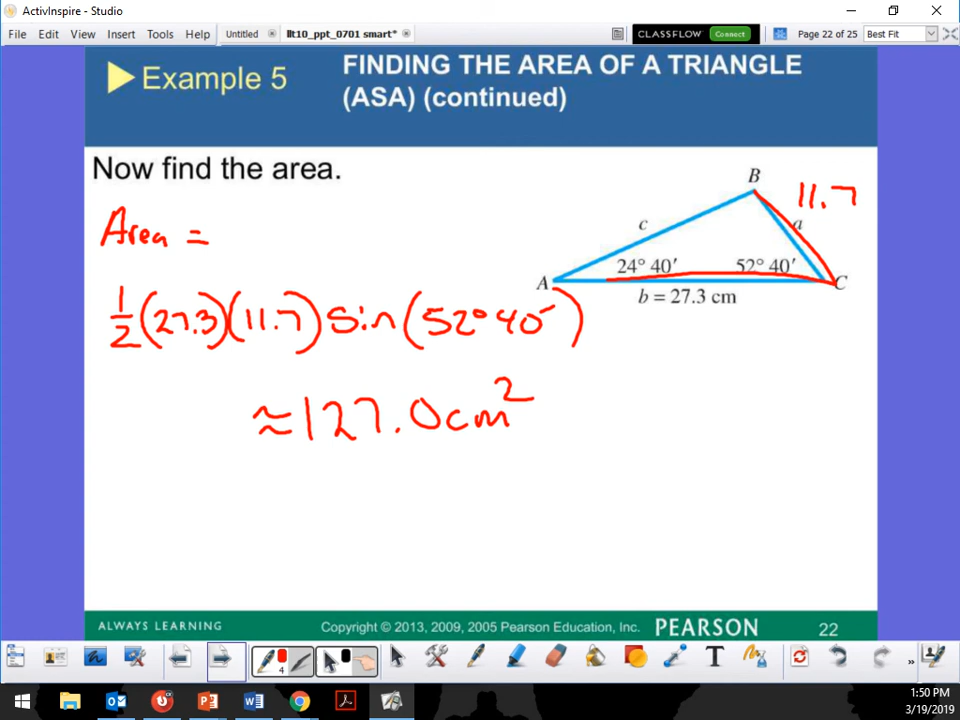 ActivInspire - Studio
File Edit View Insert Tools Help Untitled llt10_ppt_0701 smart* CLASSFLOW Connect Page 22 of 25 Best Fit
Example 5
FINDING THE AREA OF A TRIANGLE
(ASA) (continued)
Now find the area.
B
11.7
Area =
c
a
24° 40′ 52° 40′
A
C
b = 27.3 cm
1/2 (27.3)(11.7) Sin (52° 40′)
≈ 127.0cm²
ALWAYS LEARNING Copyright © 2013, 2009, 2005 Pearson Education, Inc. PEARSON 22
4 T »
1:50 PM
3/19/2019